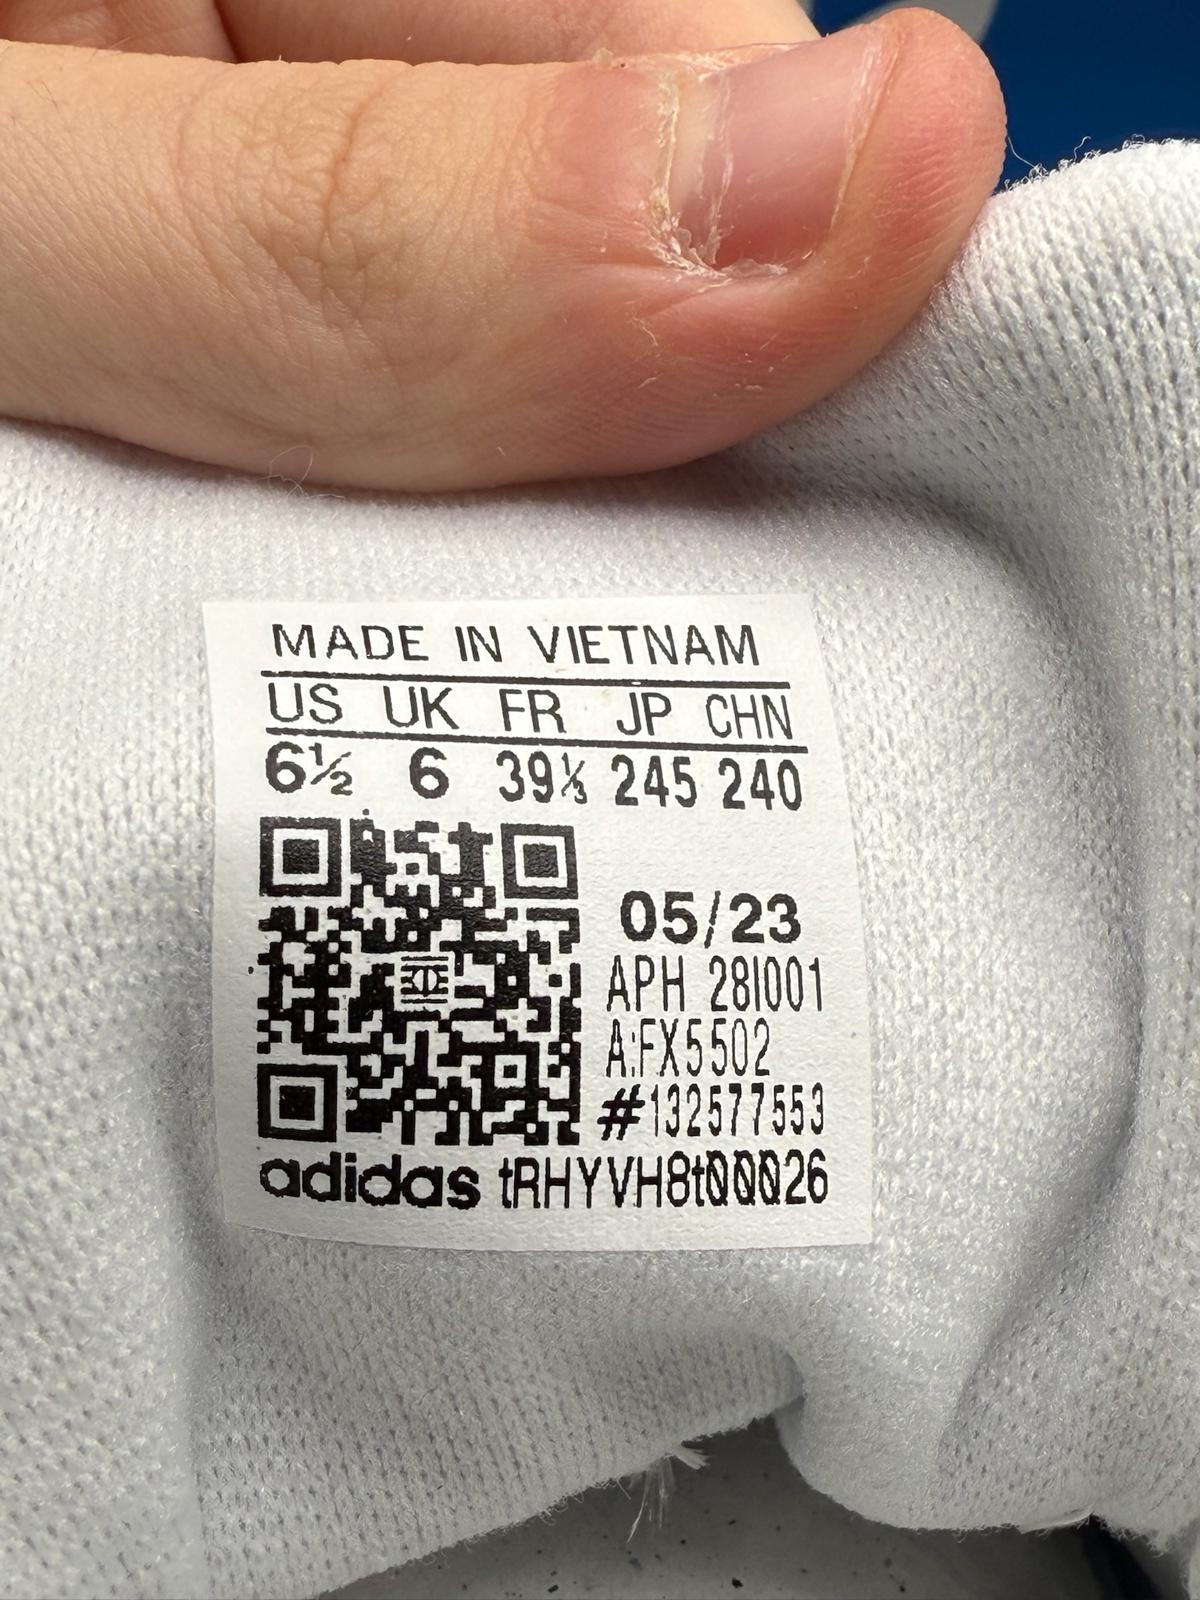 MADE IN VIETNAM
US UK FR JP CHN
6½ 6 39⅓ 245 240
05/23
APH 28I001
A:FX5502
#132577553
adidas tRHYVH8t00026